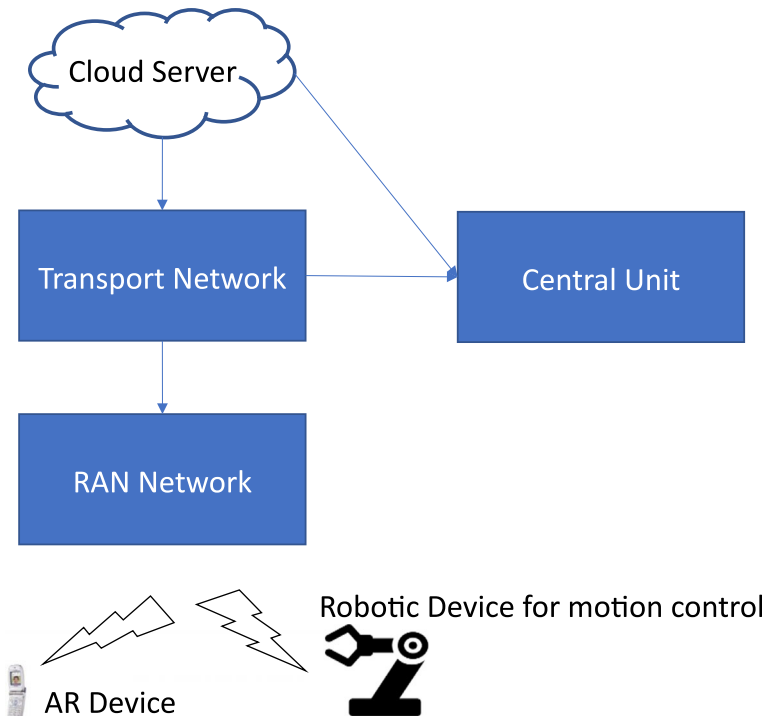 Cloud Server
Transport Network
Central Unit
RAN Network
Robotic Device for motion control
AR Device